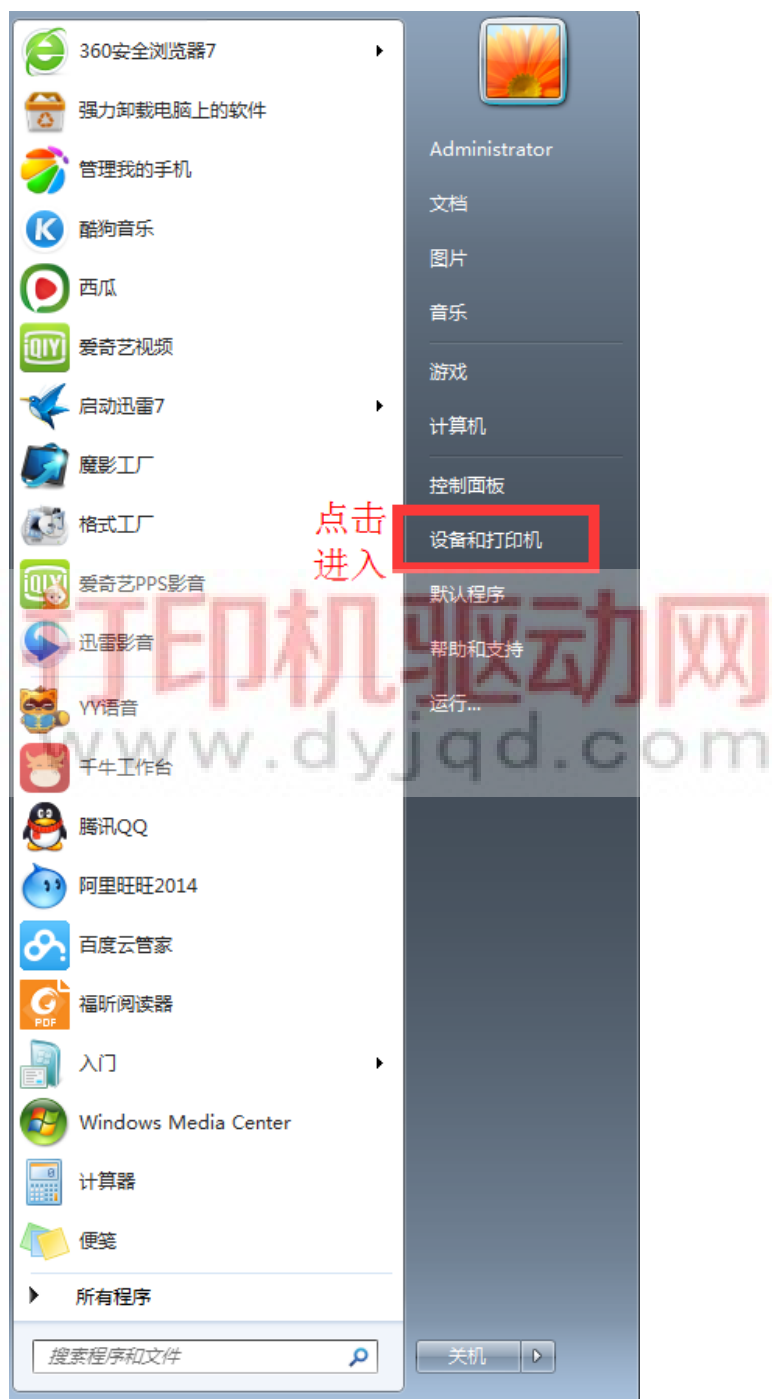 360安全浏览器7
强力卸载电脑上的软件
管理我的手机
酷狗音乐
西瓜
iQIYI
爱奇艺视频
启动迅雷7
魔影工厂
格式工厂
iQIYI
爱奇艺PPS影音
迅雷影音
YY语音
千牛工作台
腾讯QQ
阿里旺旺2014
百度云管家
PDF
福昕阅读器
入门
Windows Media Center
计算器
便笺
所有程序
搜索程序和文件
Administrator
文档
图片
音乐
游戏
计算机
控制面板
点击
进入
设备和打印机
默认程序
帮助和支持
运行...
关机
打印机驱动网
www.dyjqd.com